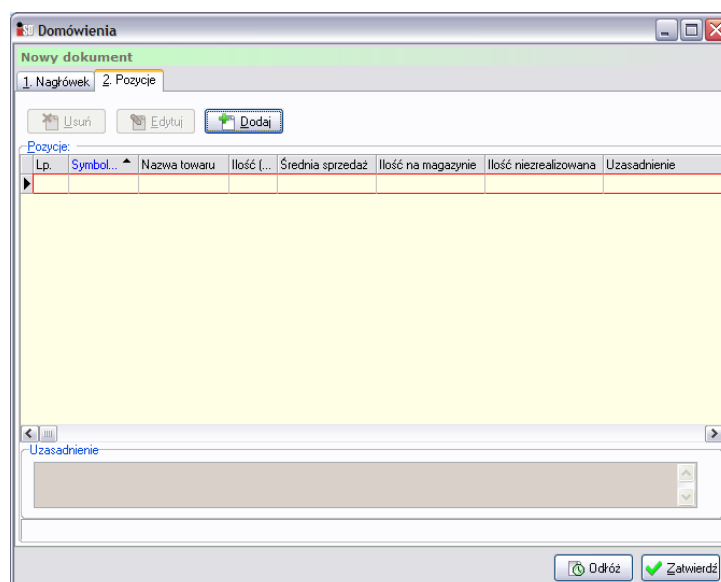 Domówienia
Nowy dokument
1. Nagłówek 2. Pozycje
Usuń Edytuj Dodaj
Pozycje:
Lp. Symbol... Nazwa towaru Ilość (... Średnia sprzedaż Ilość na magazynie Ilość niezrealizowana Uzasadnienie
Uzasadnienie
Odłóż Zatwierdź